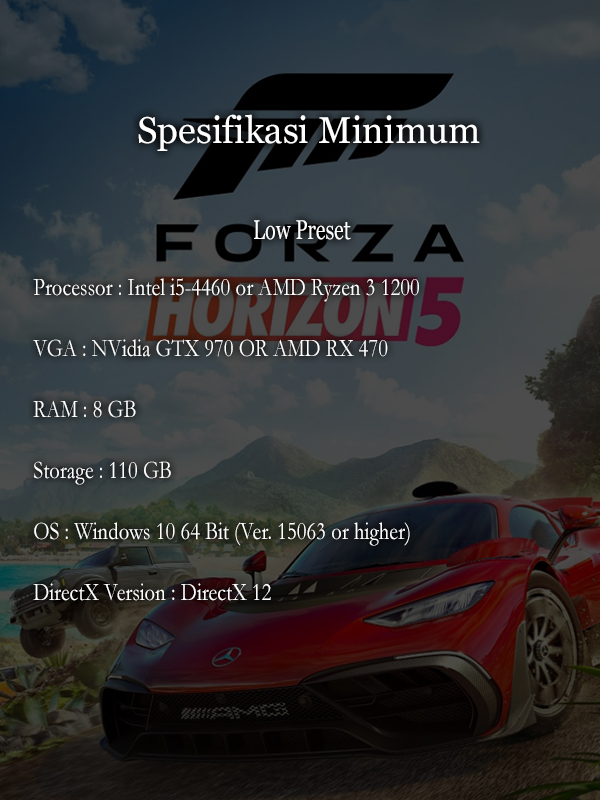 Spesifikasi Minimum
Low Preset
FORZA
Processor : Intel i5-4460 or AMD Ryzen 3 1200
HORIZON 5
VGA : NVidia GTX 970 OR AMD RX 470
RAM : 8 GB
Storage : 110 GB
OS : Windows 10 64 Bit (Ver. 15063 or higher)
DirectX Version : DirectX 12
AMG